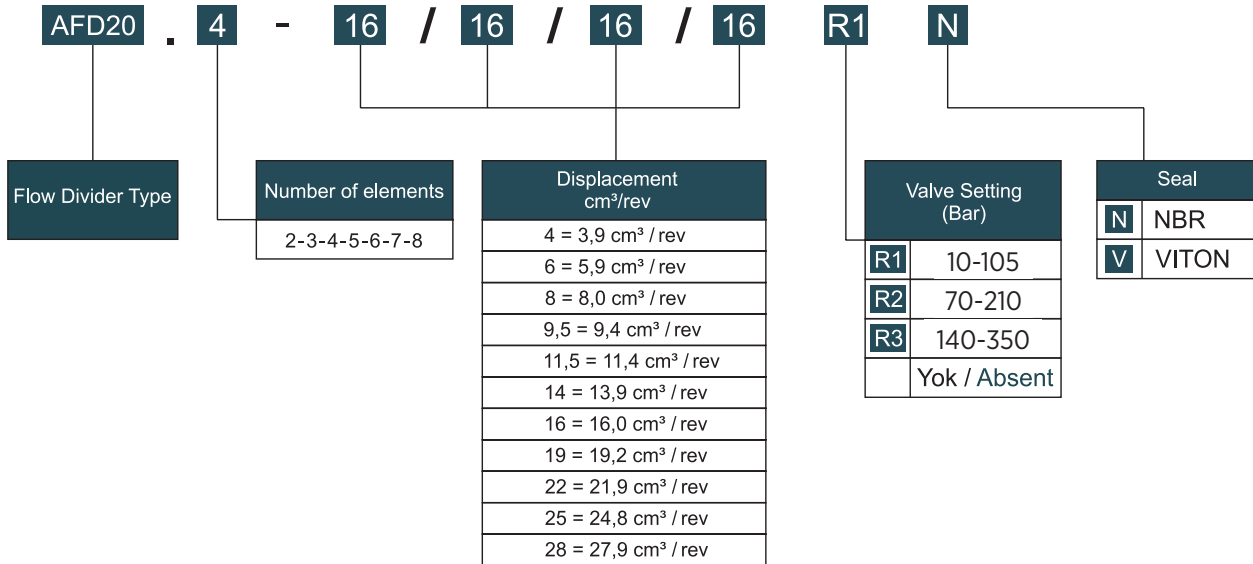 AFD20 . 4 - 16 / 16 / 16 / 16 R1 N
Flow Divider Type
Number of elements
2-3-4-5-6-7-8
Displacement
cm³/rev
4 = 3,9 cm³ / rev
6 = 5,9 cm³ / rev
8 = 8,0 cm³ / rev
9,5 = 9,4 cm³ / rev
11,5 = 11,4 cm³ / rev
14 = 13,9 cm³ / rev
16 = 16,0 cm³ / rev
19 = 19,2 cm³ / rev
22 = 21,9 cm³ / rev
25 = 24,8 cm³ / rev
28 = 27,9 cm³ / rev
Valve Setting
(Bar)
R1 10-105
R2 70-210
R3 140-350
Yok / Absent
Seal
N NBR
V VITON